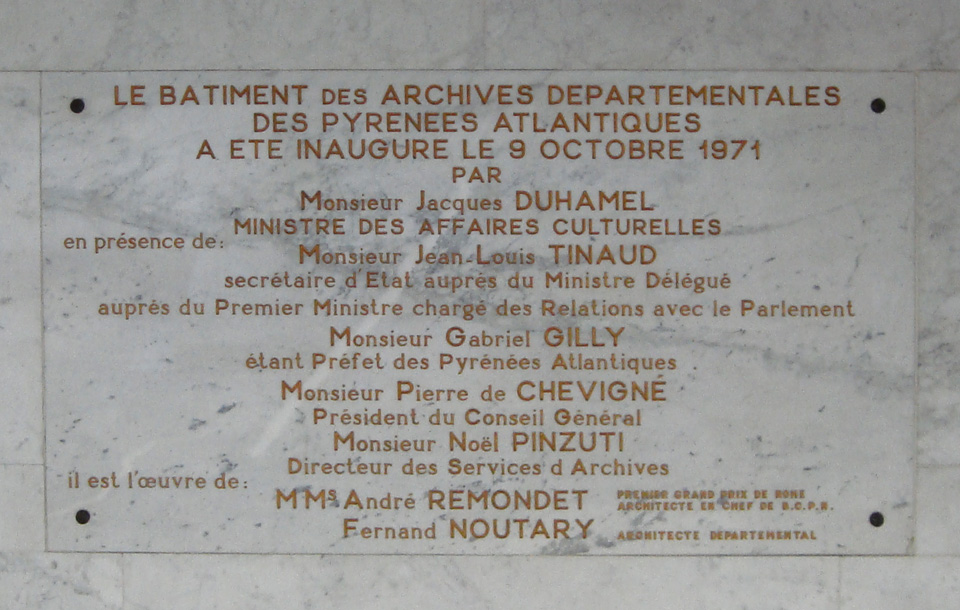 LE BATIMENT DES ARCHIVES DEPARTEMENTALES
DES PYRENEES ATLANTIQUES
A ETE INAUGURE LE 9 OCTOBRE 1971
PAR
Monsieur Jacques DUHAMEL
MINISTRE DES AFFAIRES CULTURELLES
en présence de:
Monsieur Jean-Louis TINAUD
secrétaire d'Etat auprés du Ministre Délégué
auprés du Premier Ministre chargé des Relations avec le Parlement
Monsieur Gabriel GILLY
étant Préfet des Pyrénées Atlantiques
Monsieur Pierre de CHEVIGNÉ
Président du Conseil Général
Monsieur Noël PINZUTI
Directeur des Services d'Archives
il est l'œuvre de:
MMs André REMONDET
PREMIER GRAND PRIX DE ROME
ARCHITECTE EN CHEF DE B.C.P.N.
Fernand NOUTARY
ARCHITECTE DEPARTEMENTAL